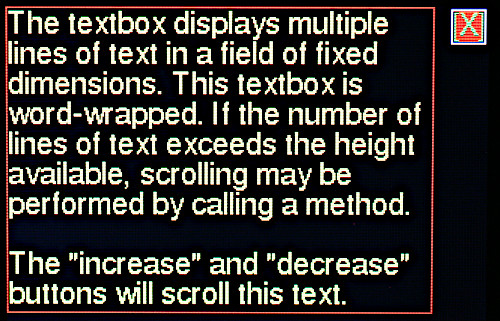 The textbox displays multiple
lines of text in a field of fixed
dimensions. This textbox is
word-wrapped. If the number of
lines of text exceeds the height
available, scrolling may be
performed by calling a method.

The "increase" and "decrease"
buttons will scroll this text.
X